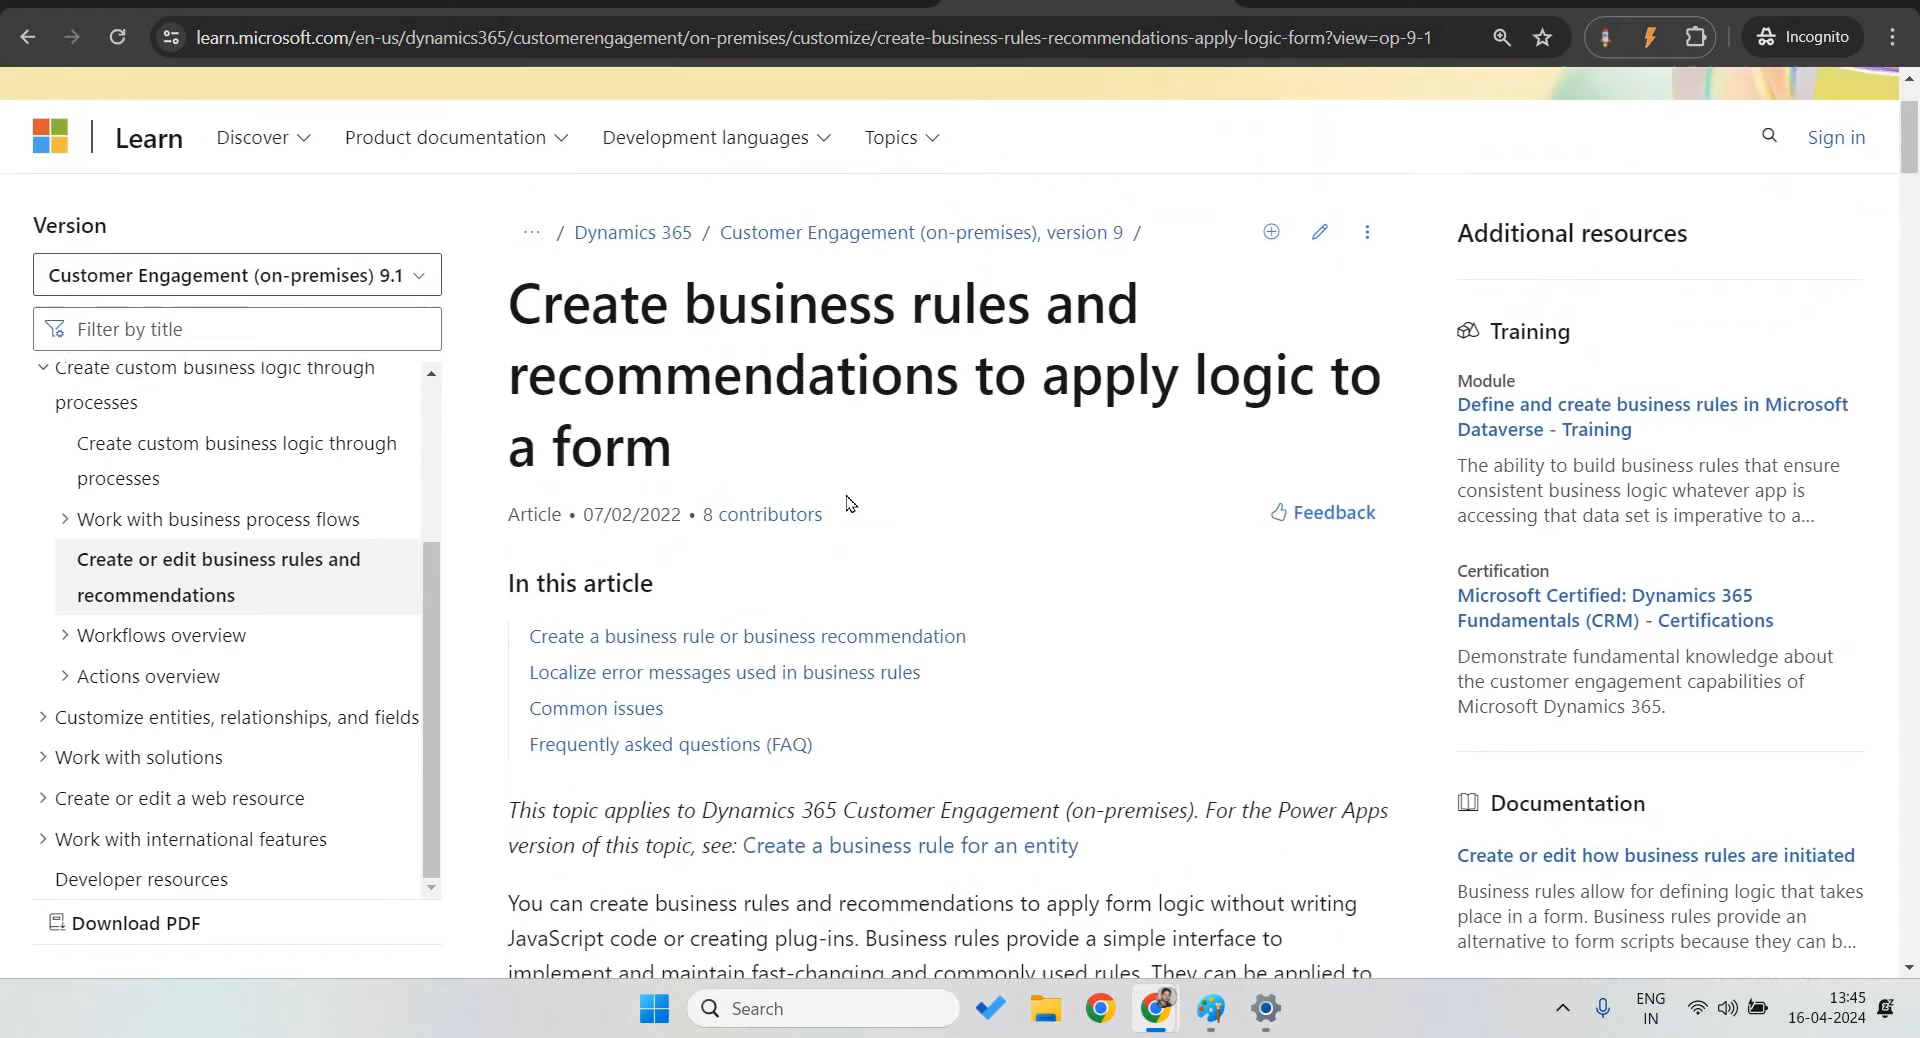 learn.microsoft.com/en-us/dynamics365/customerengagement/on-premises/customize/create-business-rules-recommendations-apply-logic-form?view=op-9-1
Incognito
Learn
Discover
Product documentation
Development languages
Topics
Sign in
Version
Customer Engagement (on-premises) 9.1
Filter by title
Create custom business logic through
processes
Create custom business logic through
processes
Work with business process flows
Create or edit business rules and
recommendations
Workflows overview
Actions overview
Customize entities, relationships, and fields
Work with solutions
Create or edit a web resource
Work with international features
Developer resources
Download PDF
... / Dynamics 365 / Customer Engagement (on-premises), version 9 /
Create business rules and
recommendations to apply logic to
a form
Article • 07/02/2022 • 8 contributors
Feedback
In this article
Create a business rule or business recommendation
Localize error messages used in business rules
Common issues
Frequently asked questions (FAQ)
This topic applies to Dynamics 365 Customer Engagement (on-premises). For the Power Apps
version of this topic, see: Create a business rule for an entity
You can create business rules and recommendations to apply form logic without writing
JavaScript code or creating plug-ins. Business rules provide a simple interface to
implement and maintain fast-changing and commonly used rules. They can be applied to
Additional resources
Training
Module
Define and create business rules in Microsoft
Dataverse - Training
The ability to build business rules that ensure
consistent business logic whatever app is
accessing that data set is imperative to a...
Certification
Microsoft Certified: Dynamics 365
Fundamentals (CRM) - Certifications
Demonstrate fundamental knowledge about
the customer engagement capabilities of
Microsoft Dynamics 365.
Documentation
Create or edit how business rules are initiated
Business rules allow for defining logic that takes
place in a form. Business rules provide an
alternative to form scripts because they can b...
Search
ENG
IN
13:45
16-04-2024